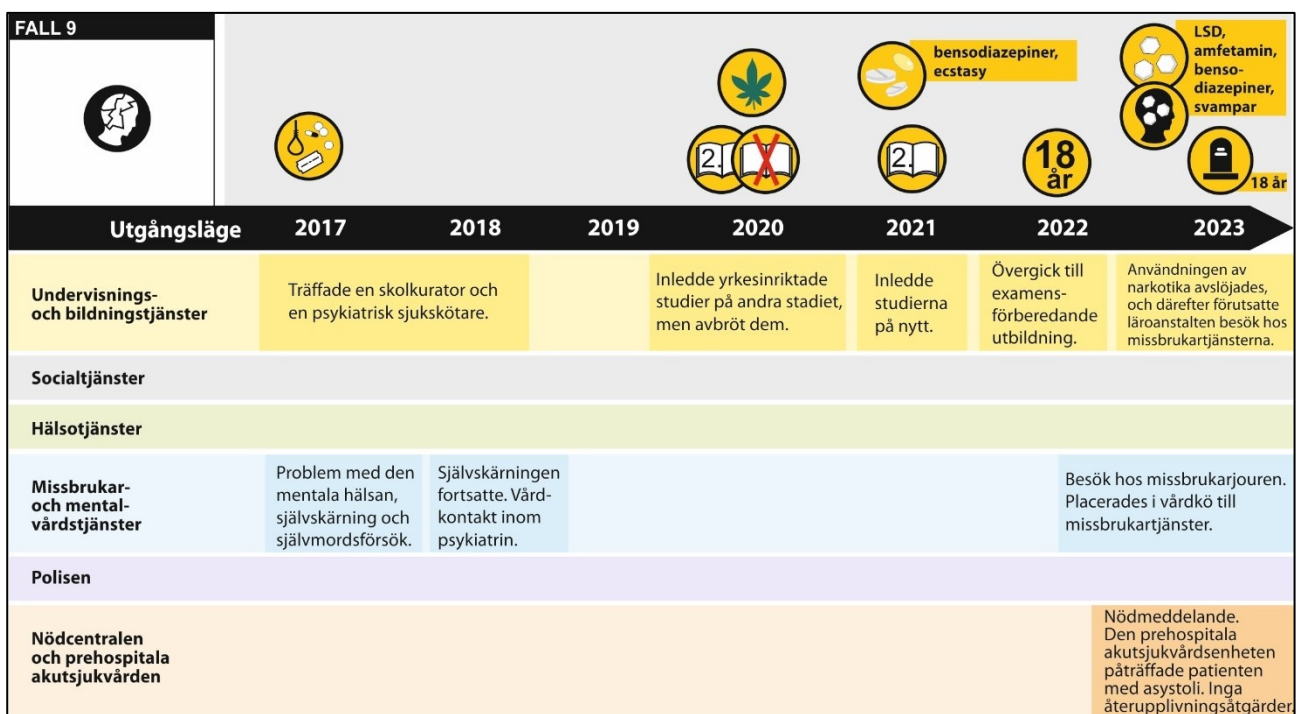 FALL 9
bensodiazepiner,
ecstasy
LSD,
amfetamin,
benso-
diazepiner,
svampar
2.
2.
18
år
18 år
Utgångsläge
2017
2018
2019
2020
2021
2022
2023
Undervisnings-
och bildningstjänster
Träffade en skolkurator och
en psykiatrisk sjukskötare.
Inledde yrkesinriktade
studier på andra stadiet,
men avbröt dem.
Inledde
studierna
på nytt.
Övergick till
examens-
förberedande
utbildning.
Användningen av
narkotika avslöjades,
och därefter förutsatte
läroanstalten besök hos
missbrukartjänsterna.
Socialtjänster
Hälsotjänster
Missbrukar-
och mental-
vårdstjänster
Problem med den
mentala hälsan,
självskärning och
självmordsförsök.
Självskärningen
fortsatte. Vård-
kontakt inom
psykiatrin.
Besök hos missbrukarjouren.
Placerades i vårdkö till
missbrukartjänster.
Polisen
Nödcentralen
och prehospitala
akutsjukvården
Nödmeddelande.
Den prehospitala
akutsjukvårdsenheten
påträffade patienten
med asystoli. Inga
återupplivningsåtgärder.